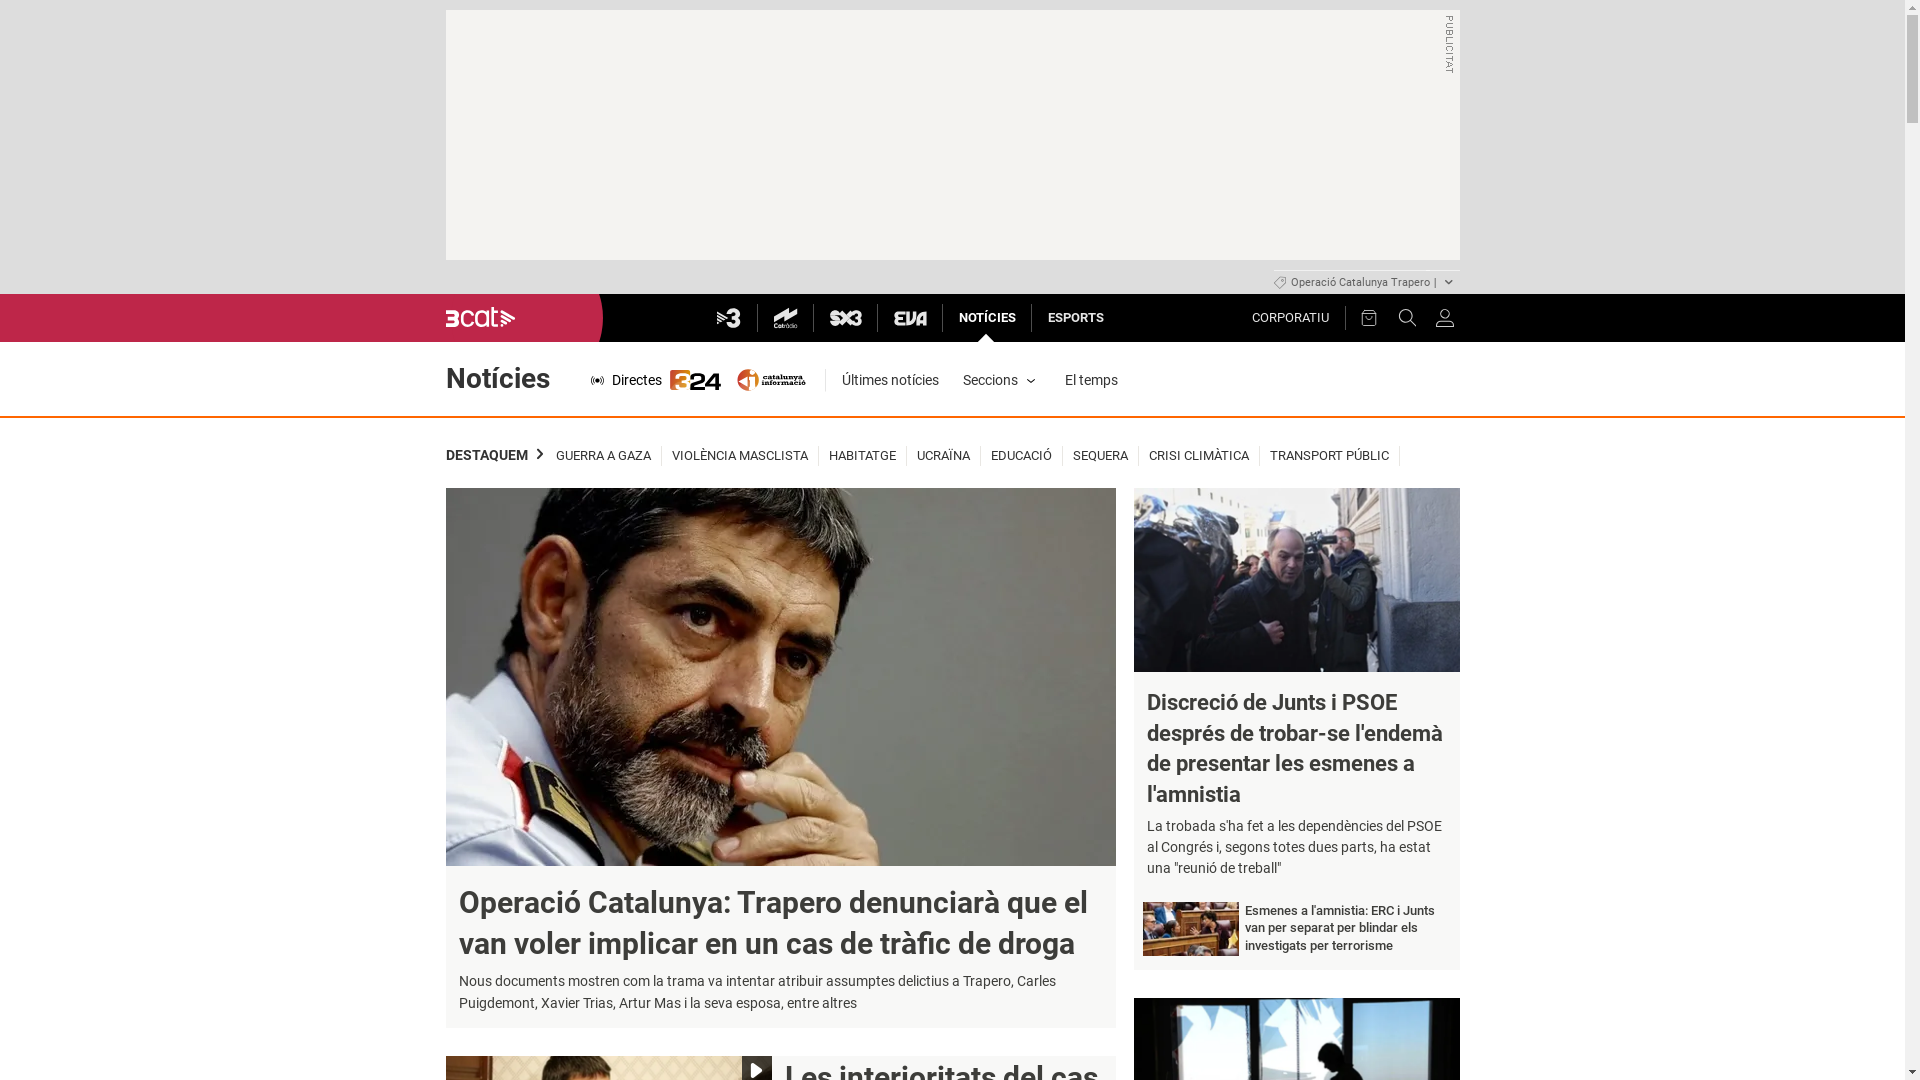 PUBLICITAT
Operació Catalunya Trapero |
3cat
3
Catràdio
SX3
EVA
NOTÍCIES
ESPORTS
CORPORATIU
Notícies
Directes
324
catalunya
informació
Últimes notícies
Seccions
El temps
DESTAQUEM
GUERRA A GAZA
VIOLÈNCIA MASCLISTA
HABITATGE
UCRAÏNA
EDUCACIÓ
SEQUERA
CRISI CLIMÀTICA
TRANSPORT PÚBLIC
Operació Catalunya: Trapero denunciarà que el
van voler implicar en un cas de tràfic de droga
Nous documents mostren com la trama va intentar atribuir assumptes delictius a Trapero, Carles
Puigdemont, Xavier Trias, Artur Mas i la seva esposa, entre altres
Discreció de Junts i PSOE
després de trobar-se l'endemà
de presentar les esmenes a
l'amnistia
La trobada s'ha fet a les dependències del PSOE
al Congrés i, segons totes dues parts, ha estat
una "reunió de treball"
Esmenes a l'amnistia: ERC i Junts
van per separat per blindar els
investigats per terrorisme
Les interioritats del cas